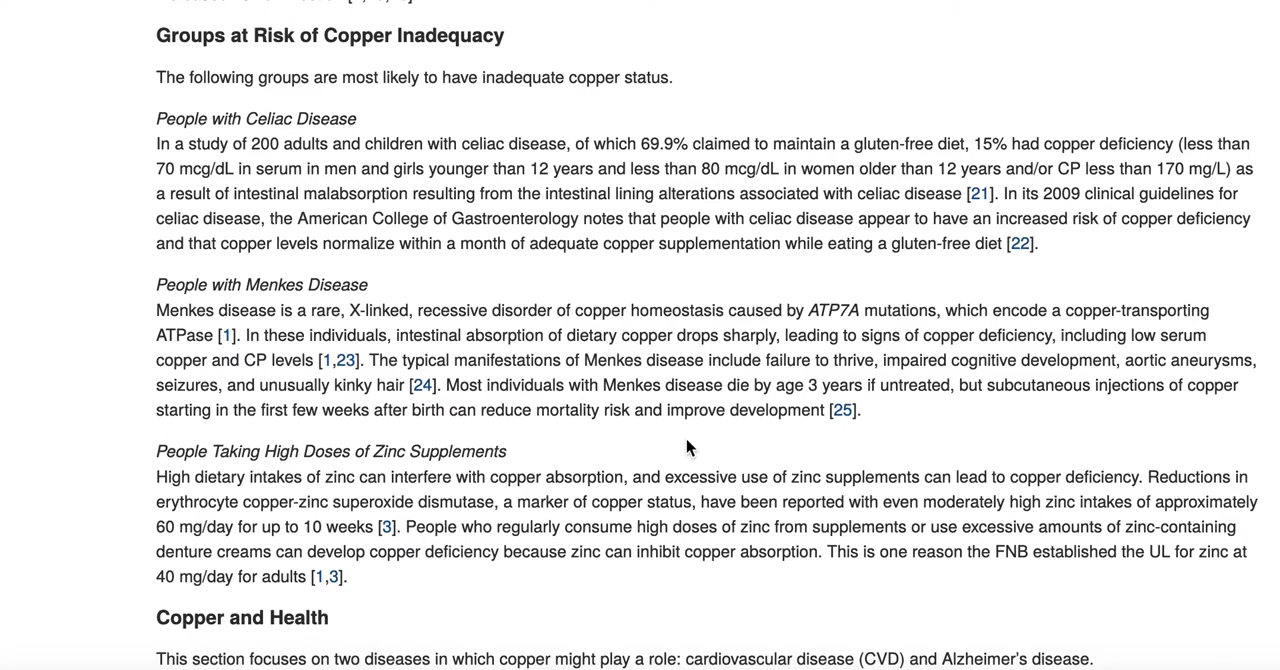 Groups at Risk of Copper Inadequacy
The following groups are most likely to have inadequate copper status.
People with Celiac Disease
In a study of 200 adults and children with celiac disease, of which 69.9% claimed to maintain a gluten-free diet, 15% had copper deficiency (less than
70 mcg/dL in serum in men and girls younger than 12 years and less than 80 mcg/dL in women older than 12 years and/or CP less than 170 mg/L) as
a result of intestinal malabsorption resulting from the intestinal lining alterations associated with celiac disease [21]. In its 2009 clinical guidelines for
celiac disease, the American College of Gastroenterology notes that people with celiac disease appear to have an increased risk of copper deficiency
and that copper levels normalize within a month of adequate copper supplementation while eating a gluten-free diet [22].
People with Menkes Disease
Menkes disease is a rare, X-linked, recessive disorder of copper homeostasis caused by ATP7A mutations, which encode a copper-transporting
ATPase [1]. In these individuals, intestinal absorption of dietary copper drops sharply, leading to signs of copper deficiency, including low serum
copper and CP levels [1,23]. The typical manifestations of Menkes disease include failure to thrive, impaired cognitive development, aortic aneurysms,
seizures, and unusually kinky hair [24]. Most individuals with Menkes disease die by age 3 years if untreated, but subcutaneous injections of copper
starting in the first few weeks after birth can reduce mortality risk and improve development [25].
People Taking High Doses of Zinc Supplements
High dietary intakes of zinc can interfere with copper absorption, and excessive use of zinc supplements can lead to copper deficiency. Reductions in
erythrocyte copper-zinc superoxide dismutase, a marker of copper status, have been reported with even moderately high zinc intakes of approximately
60 mg/day for up to 10 weeks [3]. People who regularly consume high doses of zinc from supplements or use excessive amounts of zinc-containing
denture creams can develop copper deficiency because zinc can inhibit copper absorption. This is one reason the FNB established the UL for zinc at
40 mg/day for adults [1,3].
Copper and Health
This section focuses on two diseases in which copper might play a role: cardiovascular disease (CVD) and Alzheimer's disease.